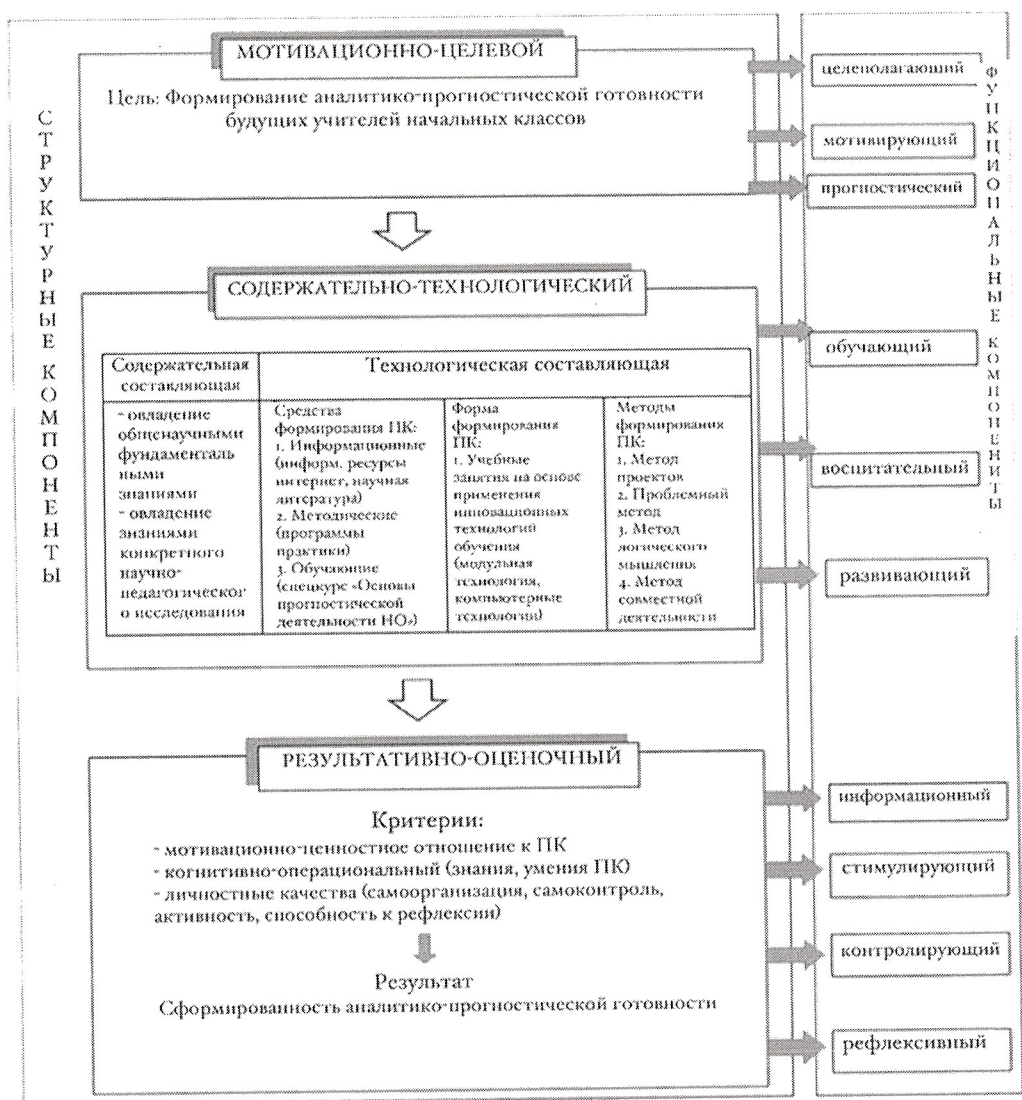 СТРУКТУРНЫЕ КОМПОНЕНТЫ
МОТИВАЦИОННО-ЦЕЛЕВОЙ
Цель: Формирование аналитико-прогностической готовности
будущих учителей начальных классов
целеполагающий
мотивирующий
прогностический
ФУНКЦИОНАЛЬНЫЕ КОМПОНЕНТЫ
СОДЕРЖАТЕЛЬНО-ТЕХНОЛОГИЧЕСКИЙ
Содержательная
составляющая
Технологическая составляющая
- овладение
общенаучными
фундаменталь
ными
знаниями
- овладение
знаниями
конкретного
научно-
педагогическог
о исследования
Средства
формирования ПК:
1. Информационные
(информ. ресурсы
интернет, научная
литература)
2. Методические
(программы
практики)
3. Обучающие
(спецкурс «Основы
прогностической
деятельности НО»)
Форма
формирования
ПК:
1. Учебные
занятия на основе
применения
инновационных
технологий
обучения
(модульная
технология,
компьютерные
технологии)
Методы
формирования
ПК:
1. Метод
проектов
2. Проблемный
метод
3. Метод
логического
мышления
4. Метод
совместной
деятельности
обучающий
воспитательный
развивающий
РЕЗУЛЬТАТИВНО-ОЦЕНОЧНЫЙ
Критерии:
- мотивационно-ценностное отношение к ПК
- когнитивно-операциональный (знания, умения ПК)
- личностные качества (самоорганизация, самоконтроль,
активность, способность к рефлексии)
Результат
Сформированность аналитико-прогностической готовности
информационный
стимулирующий
контролирующий
рефлексивный